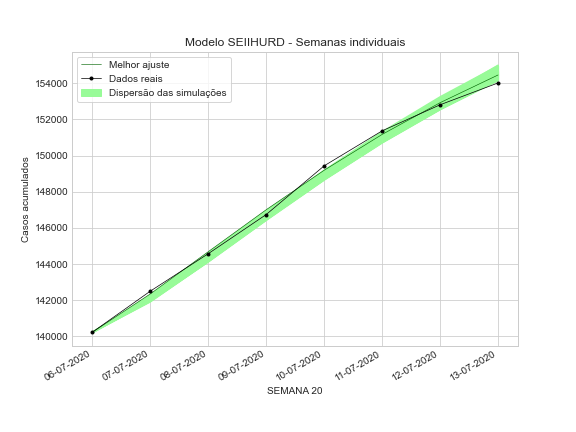 Modelo SEIIHURD - Semanas individuais
Melhor ajuste
Dados reais
Dispersão das simulações
Casos acumulados
154000
152000
150000
148000
146000
144000
142000
140000
06-07-2020
07-07-2020
08-07-2020
09-07-2020
10-07-2020
11-07-2020
12-07-2020
13-07-2020
SEMANA 20